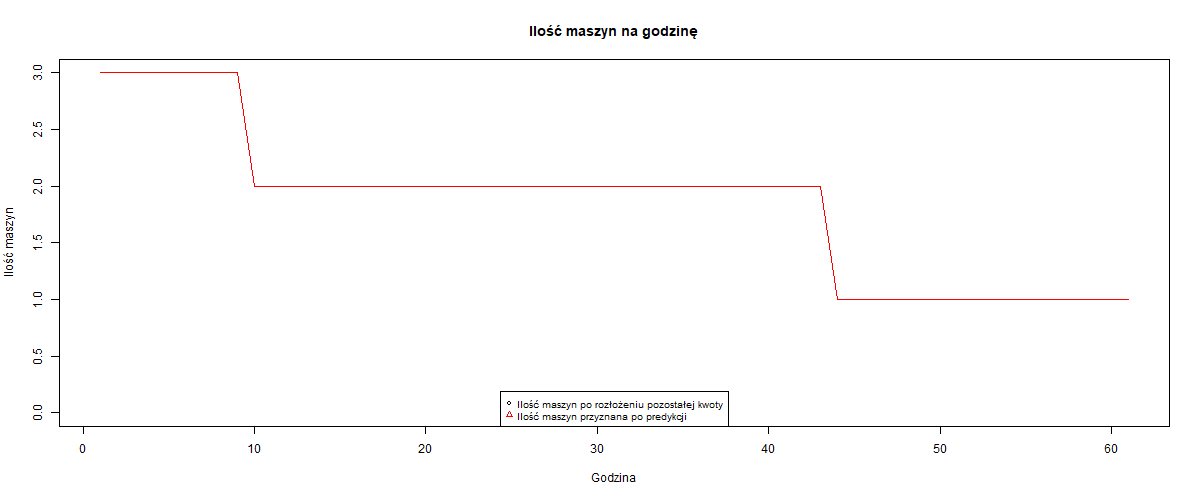 Ilość maszyn na godzinę
Ilość maszyn
3.0
2.5
2.0
1.5
1.0
0.5
0.0
Ilość maszyn po rozłożeniu pozostałej kwoty
Ilość maszyn przyznana po predykcji
0 10 20 30 40 50 60
Godzina